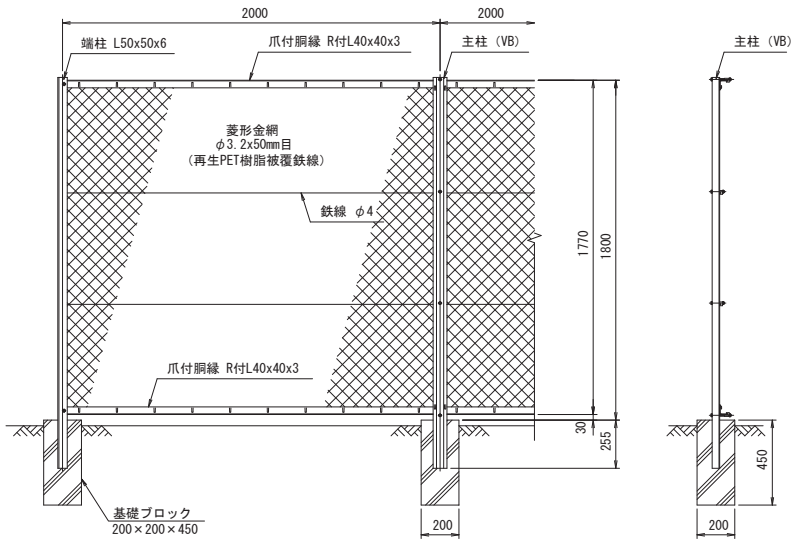 2000
2000
端柱 L50x50x6
爪付胴縁 R付L40x40x3
主柱 (VB)
主柱 (VB)
菱形金網
φ3.2x50mm目
(再生PET樹脂被覆鉄線)
鉄線 φ4
1770
1800
爪付胴縁 R付L40x40x3
30
255
450
基礎ブロック
200×200×450
200
200